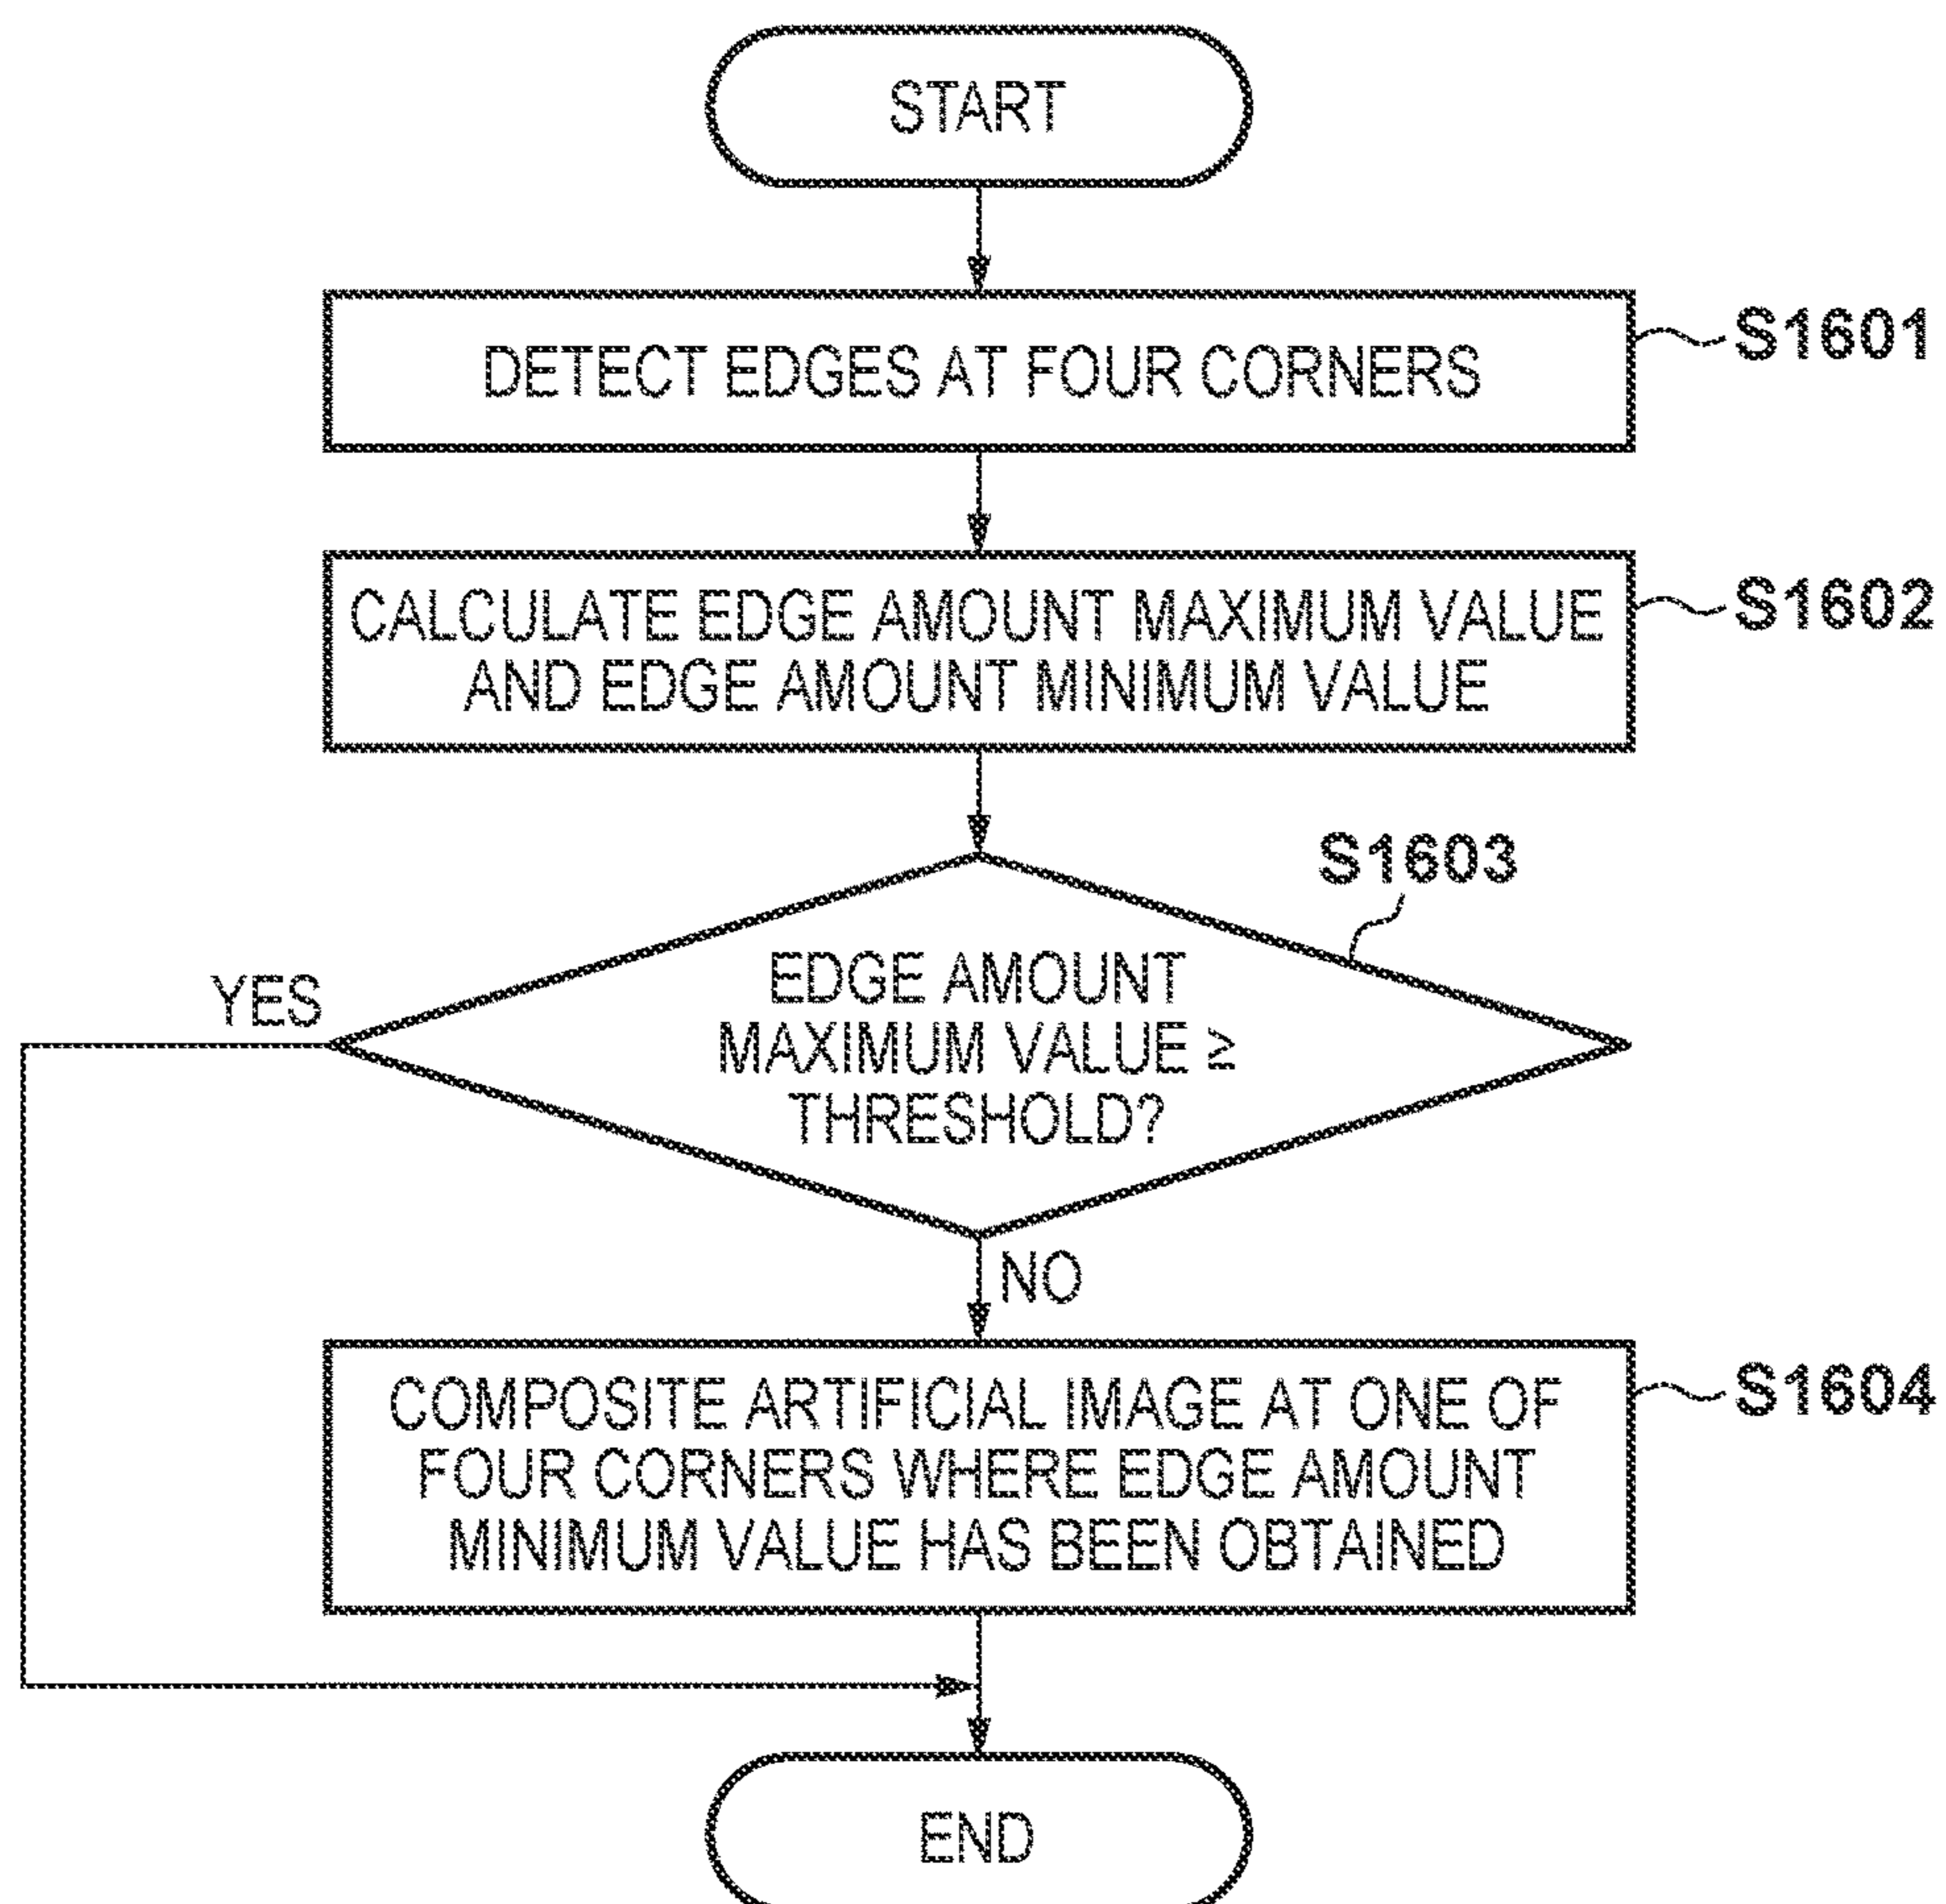 START
DETECT EDGES AT FOUR CORNERS
S1601
CALCULATE EDGE AMOUNT MAXIMUM VALUE
AND EDGE AMOUNT MINIMUM VALUE
S1602
S1603
EDGE AMOUNT
MAXIMUM VALUE ≥
THRESHOLD?
YES
NO
COMPOSITE ARTIFICIAL IMAGE AT ONE OF
FOUR CORNERS WHERE EDGE AMOUNT
MINIMUM VALUE HAS BEEN OBTAINED
S1604
END